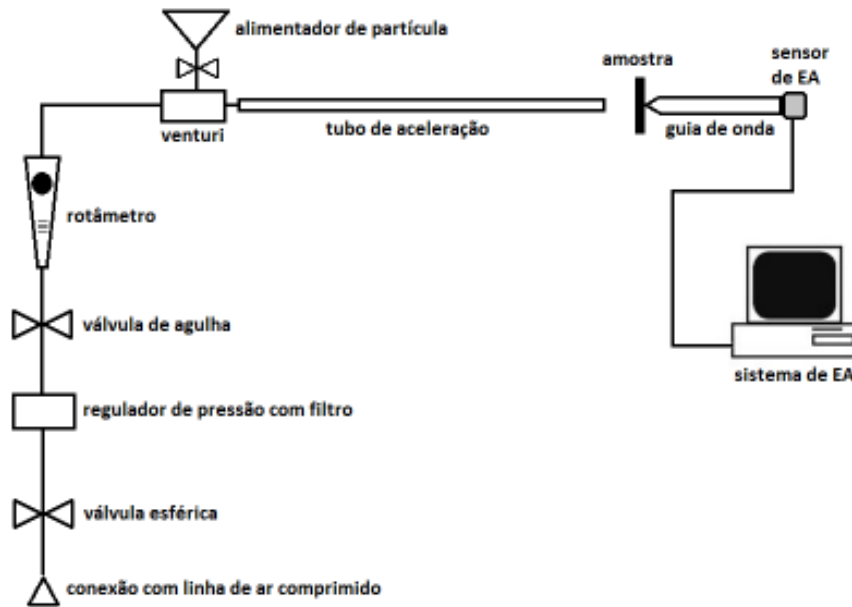 alimentador de partícula
amostra
sensor
de EA
venturi
tubo de aceleração
guia de onda
rotâmetro
válvula de agulha
sistema de EA
regulador de pressão com filtro
válvula esférica
conexão com linha de ar comprimido